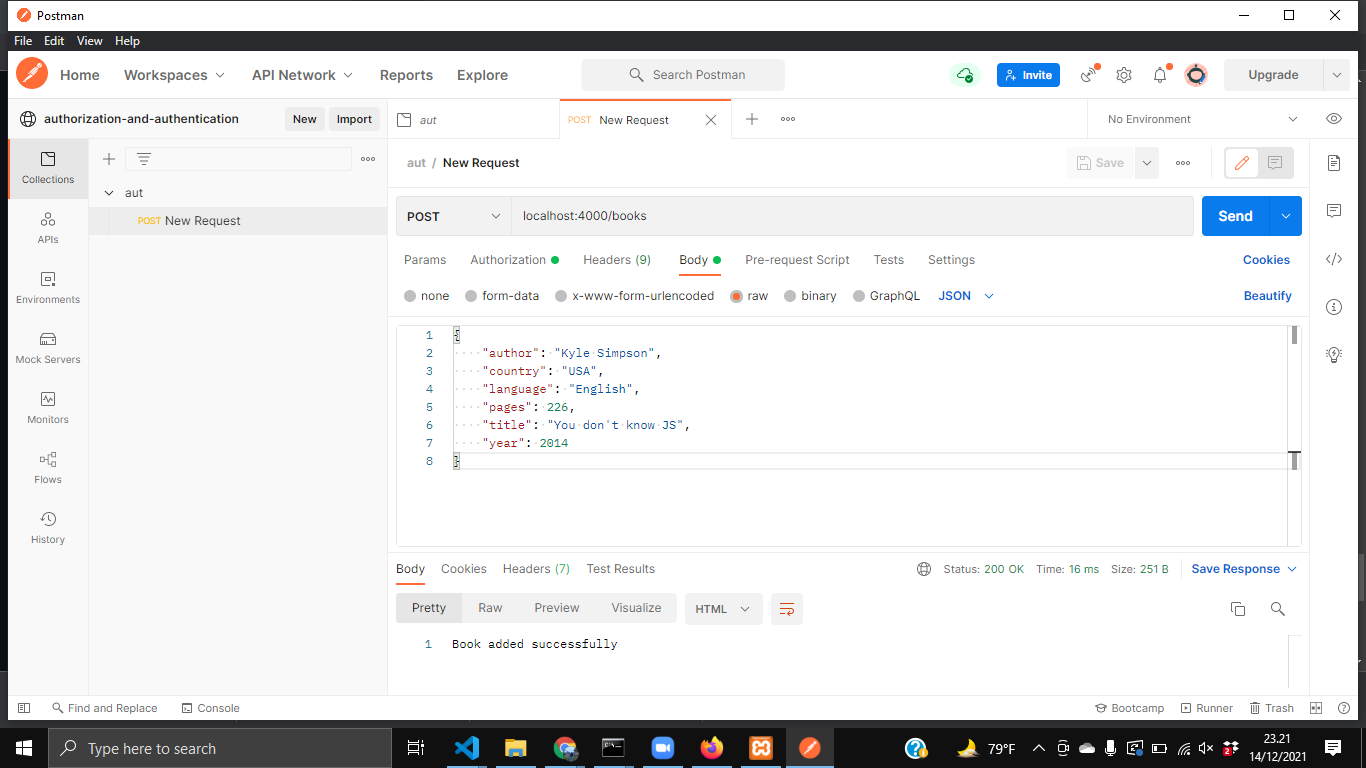 Postman
File Edit View Help
Home Workspaces API Network Reports Explore Search Postman Invite Upgrade
authorization-and-authentication New Import aut POST New Request No Environment
Collections
APIs
Environments
Mock Servers
Monitors
Flows
History
aut
POST New Request
aut / New Request Save
POST localhost:4000/books Send
Params Authorization Headers (9) Body Pre-request Script Tests Settings Cookies
none form-data x-www-form-urlencoded raw binary GraphQL JSON Beautify
1 {
2 "author": "Kyle Simpson",
3 "country": "USA",
4 "language": "English",
5 "pages": 226,
6 "title": "You don't know JS",
7 "year": 2014
8 }
Body Cookies Headers (7) Test Results Status: 200 OK Time: 16 ms Size: 251 B Save Response
Pretty Raw Preview Visualize HTML
1 Book added successfully
Find and Replace Console Bootcamp Runner Trash
Type here to search 79°F 2 23.21
14/12/2021